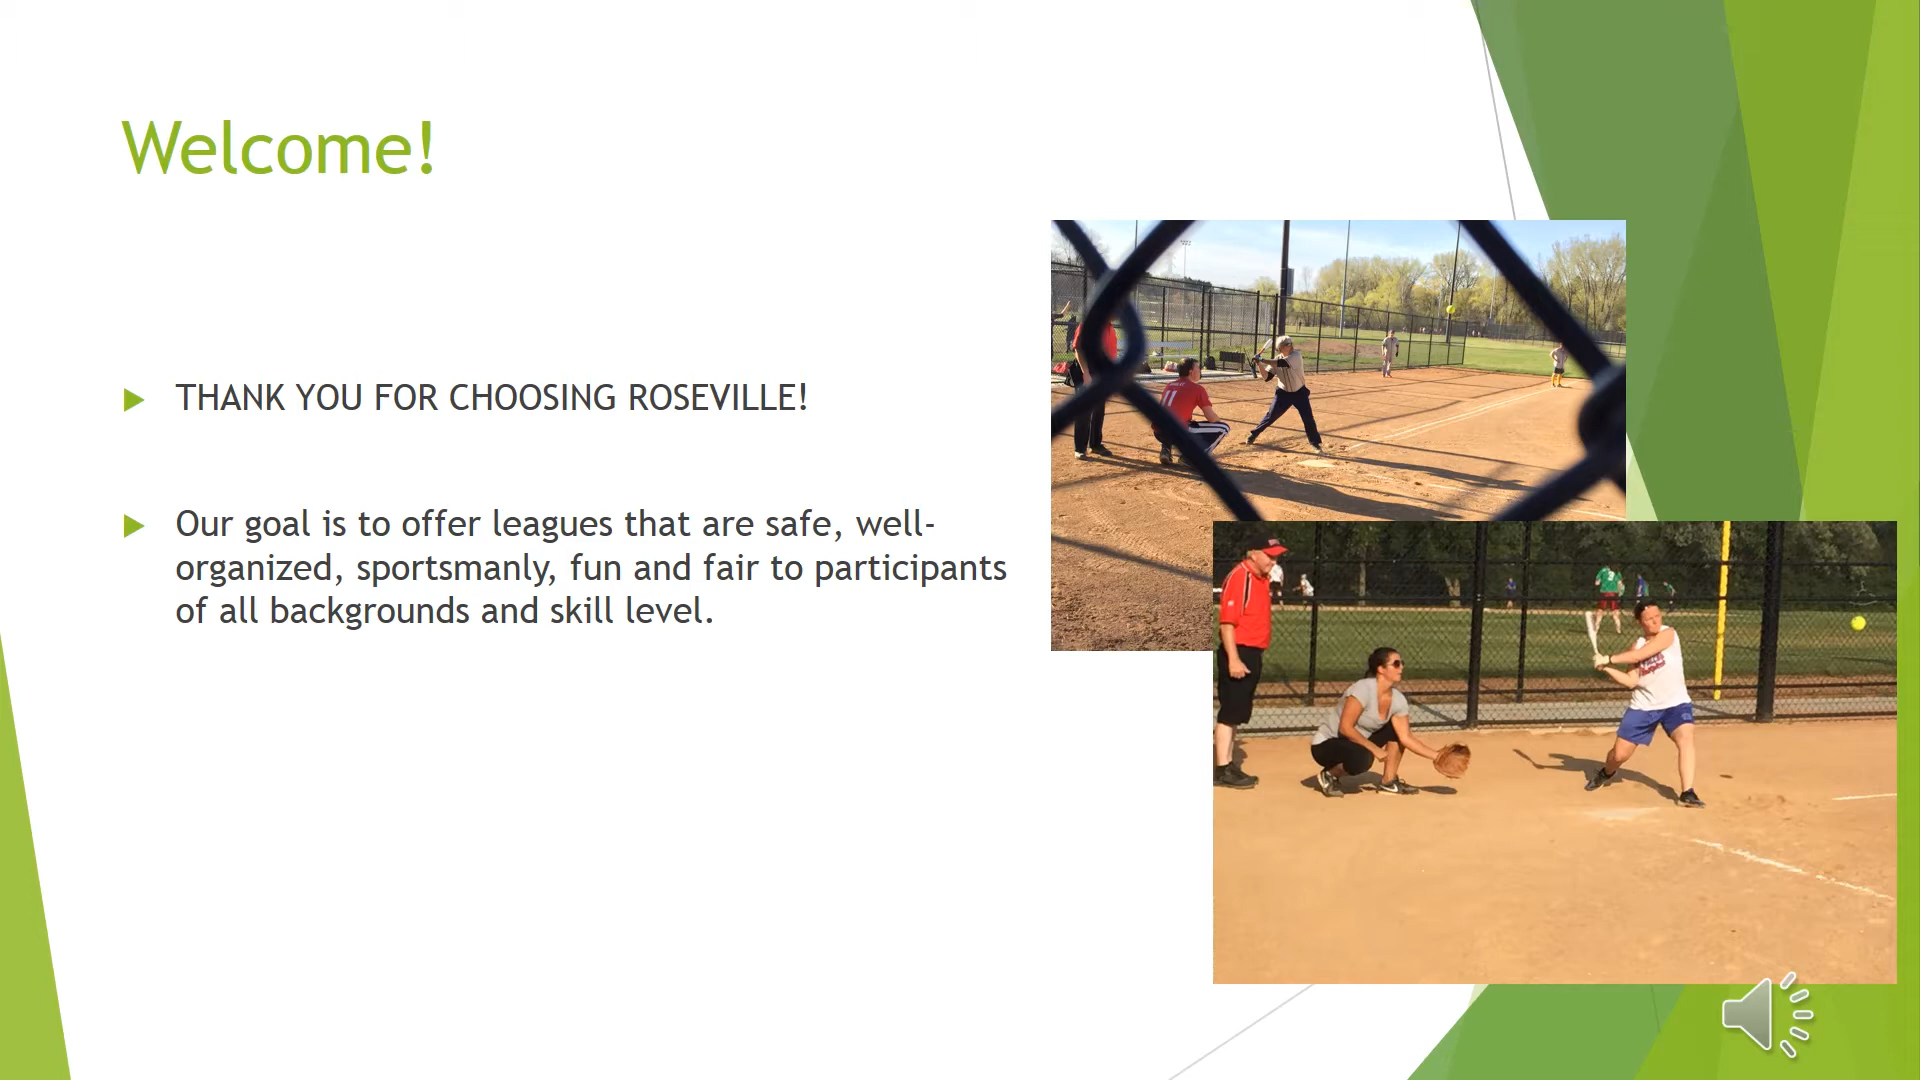 Welcome!
THANK YOU FOR CHOOSING ROSEVILLE!
Our goal is to offer leagues that are safe, well-
organized, sportsmanly, fun and fair to participants
of all backgrounds and skill level.
11